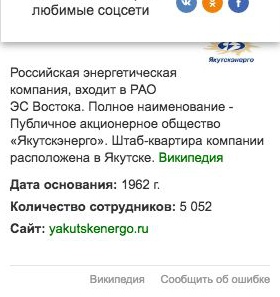 любимые соцсети
Якутскэнерго
Российская энергетическая
компания, входит в РАО
ЭС Востока. Полное наименование -
Публичное акционерное общество
«Якутскэнерго». Штаб-квартира компании
расположена в Якутске. Википедия
Дата основания: 1962 г.
Количество сотрудников: 5 052
Сайт: yakutskenergo.ru
Википедия Сообщить об ошибке